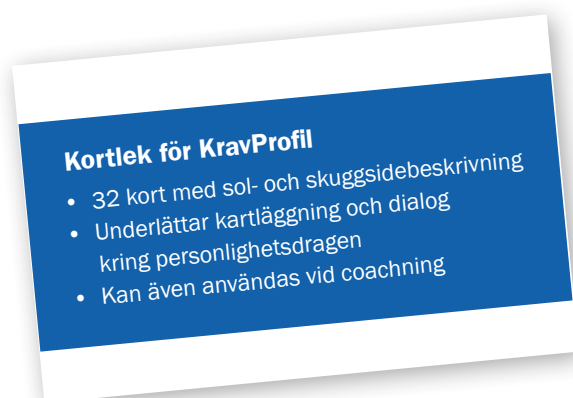 Kortlek för KravProfil
• 32 kort med sol- och skuggsidebeskrivning
• Underlättar kartläggning och dialog
kring personlighetsdragen
• Kan även användas vid coachning